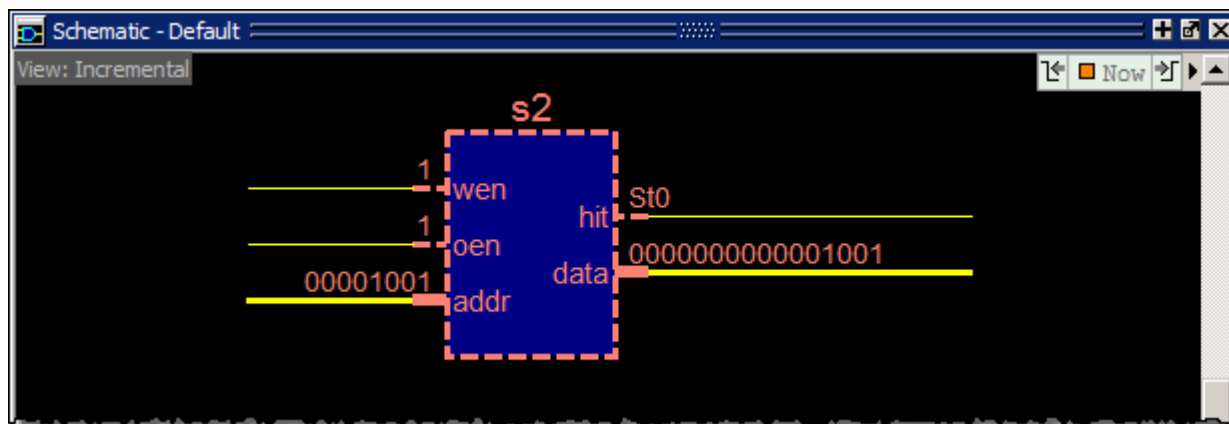 Schematic - Default
View: Incremental
Now
s2
1
wen
St0
hit
1
oen
0000000000001001
data
00001001
addr